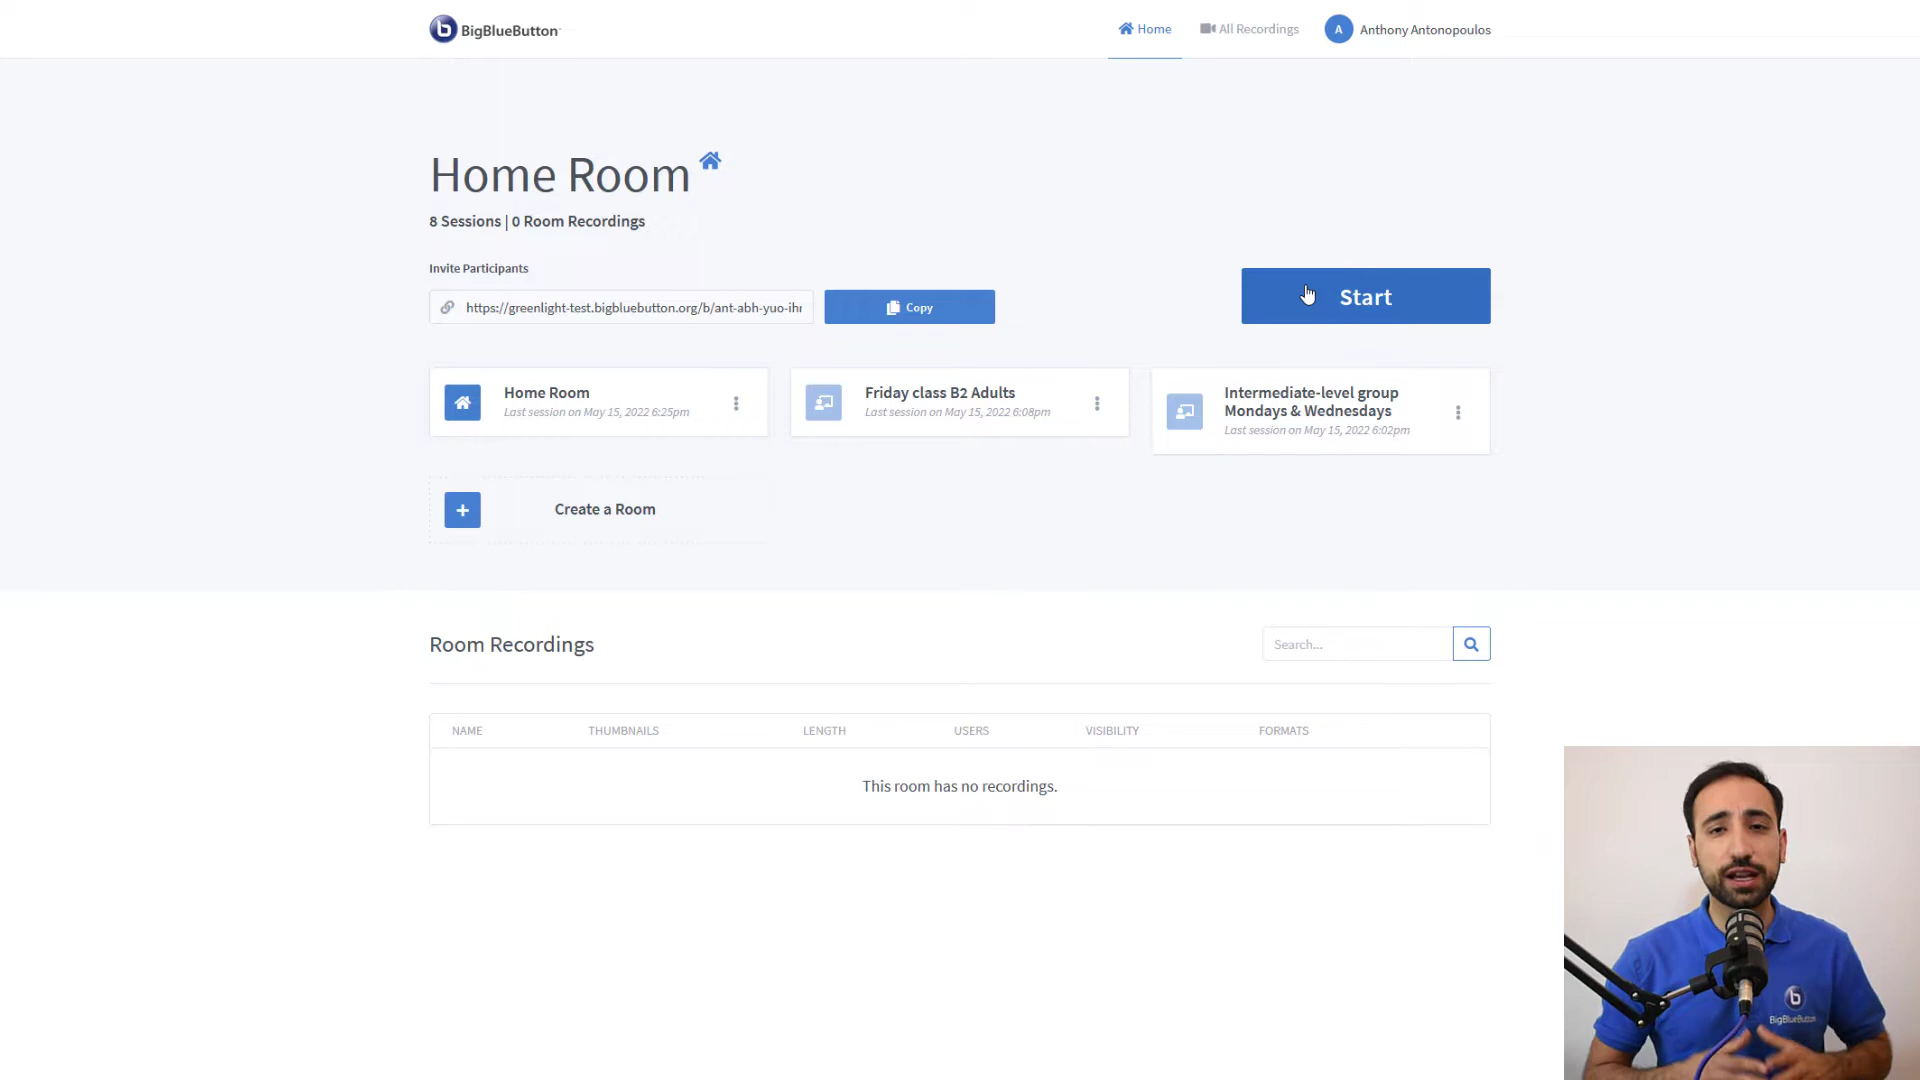 BigBlueButton
Home
All Recordings
A
Anthony Antonopoulos
Home Room
8 Sessions | 0 Room Recordings
Invite Participants
https://greenlight-test.bigbluebutton.org/b/ant-abh-yuo-ihr
Copy
Start
Home Room
Last session on May 15, 2022 6:25pm
Friday class B2 Adults
Last session on May 15, 2022 6:08pm
Intermediate-level group
Mondays & Wednesdays
Last session on May 15, 2022 6:02pm
Create a Room
Room Recordings
Search...
NAME THUMBNAILS LENGTH USERS VISIBILITY FORMATS
This room has no recordings.
BigBlueButton